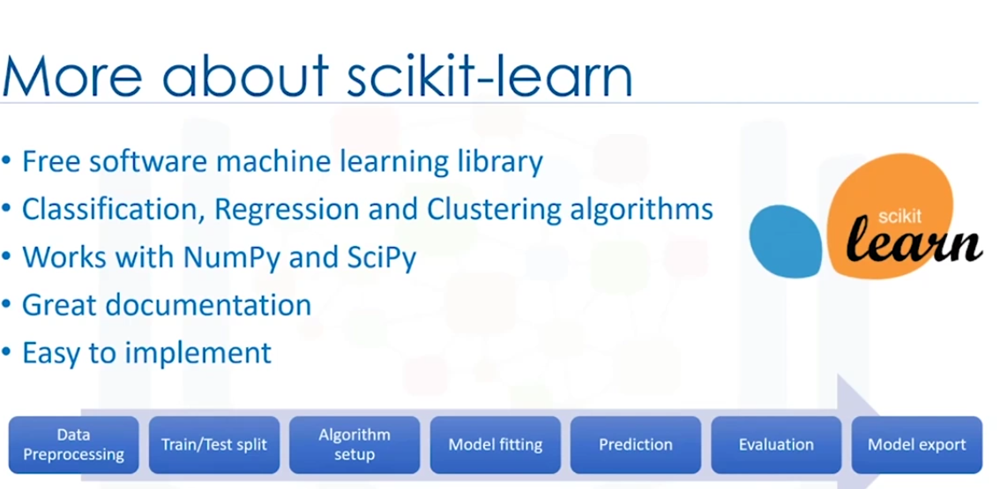 More about scikit-learn
• Free software machine learning library
• Classification, Regression and Clustering algorithms
• Works with NumPy and SciPy
• Great documentation
• Easy to implement
scikit
learn
Data
Preprocessing
Train/Test split
Algorithm
setup
Model fitting
Prediction
Evaluation
Model export